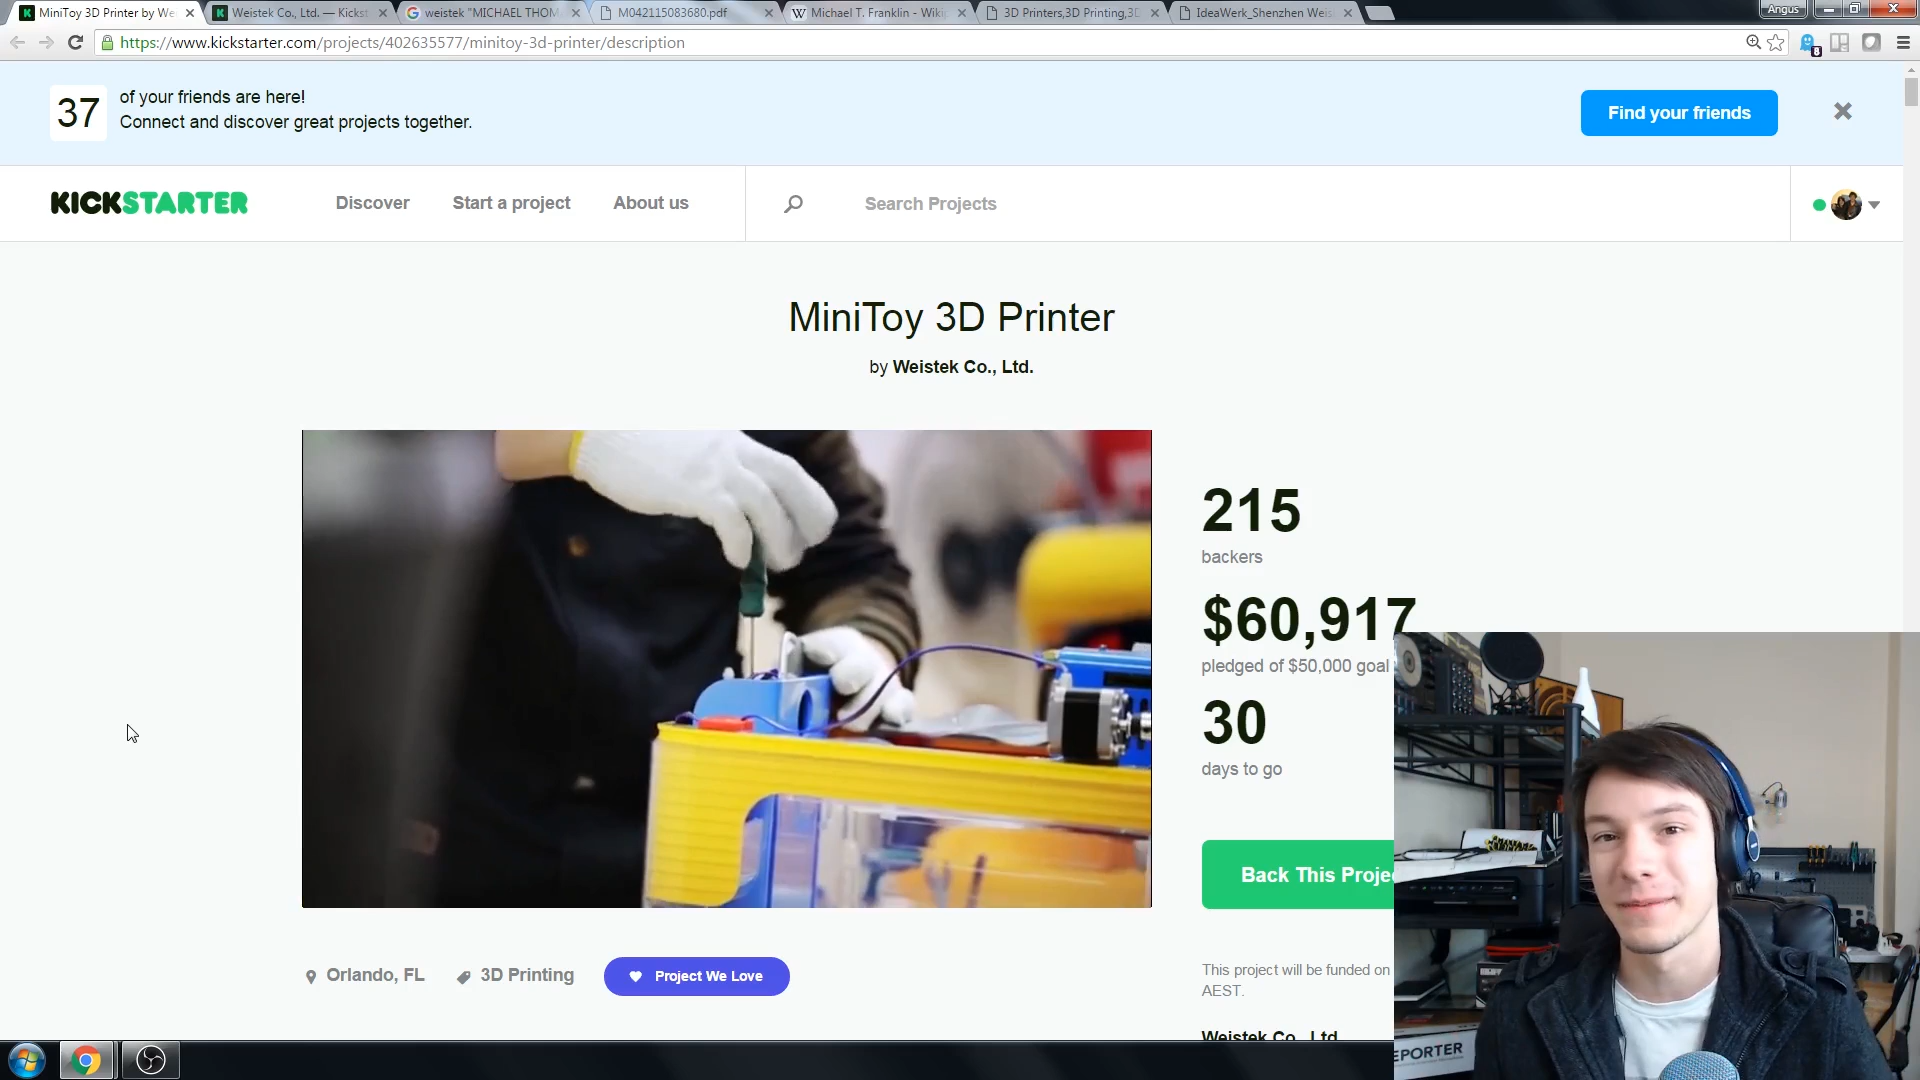 MiniToy 3D Printer by We
Weistek Co., Ltd. — Kickst
weistek "MICHAEL THOM
M042115083680.pdf
Michael T. Franklin - Wikip
3D Printers,3D Printing,3D
IdeaWerk_Shenzhen Weis
Angus
https://www.kickstarter.com/projects/402635577/minitoy-3d-printer/description
8
37
of your friends are here!
Connect and discover great projects together.
Find your friends
KICKSTARTER
Discover
Start a project
About us
Search Projects
MiniToy 3D Printer
by Weistek Co., Ltd.
215
backers
$60,917
pledged of $50,000 goal
30
days to go
Back This Projec
Orlando, FL
3D Printing
Project We Love
This project will be funded on
AEST.
Weistek Co., Ltd.
EPORTER